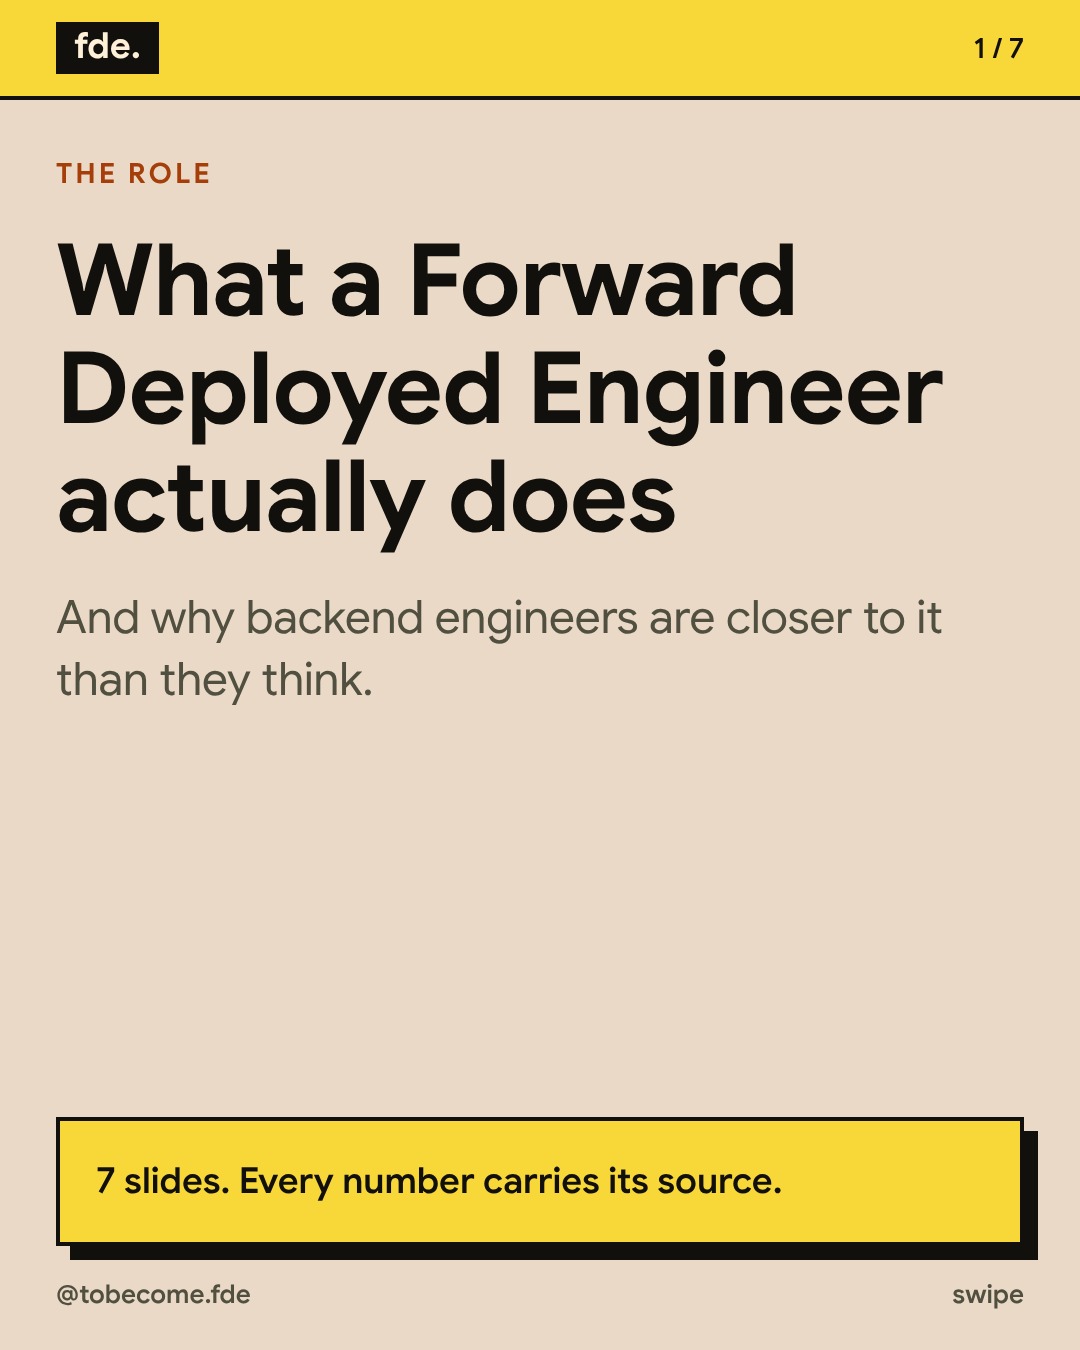 fde.
1 / 7
THE ROLE
What a Forward
Deployed Engineer
actually does
And why backend engineers are closer to it
than they think.
7 slides. Every number carries its source.
@tobecome.fde
swipe